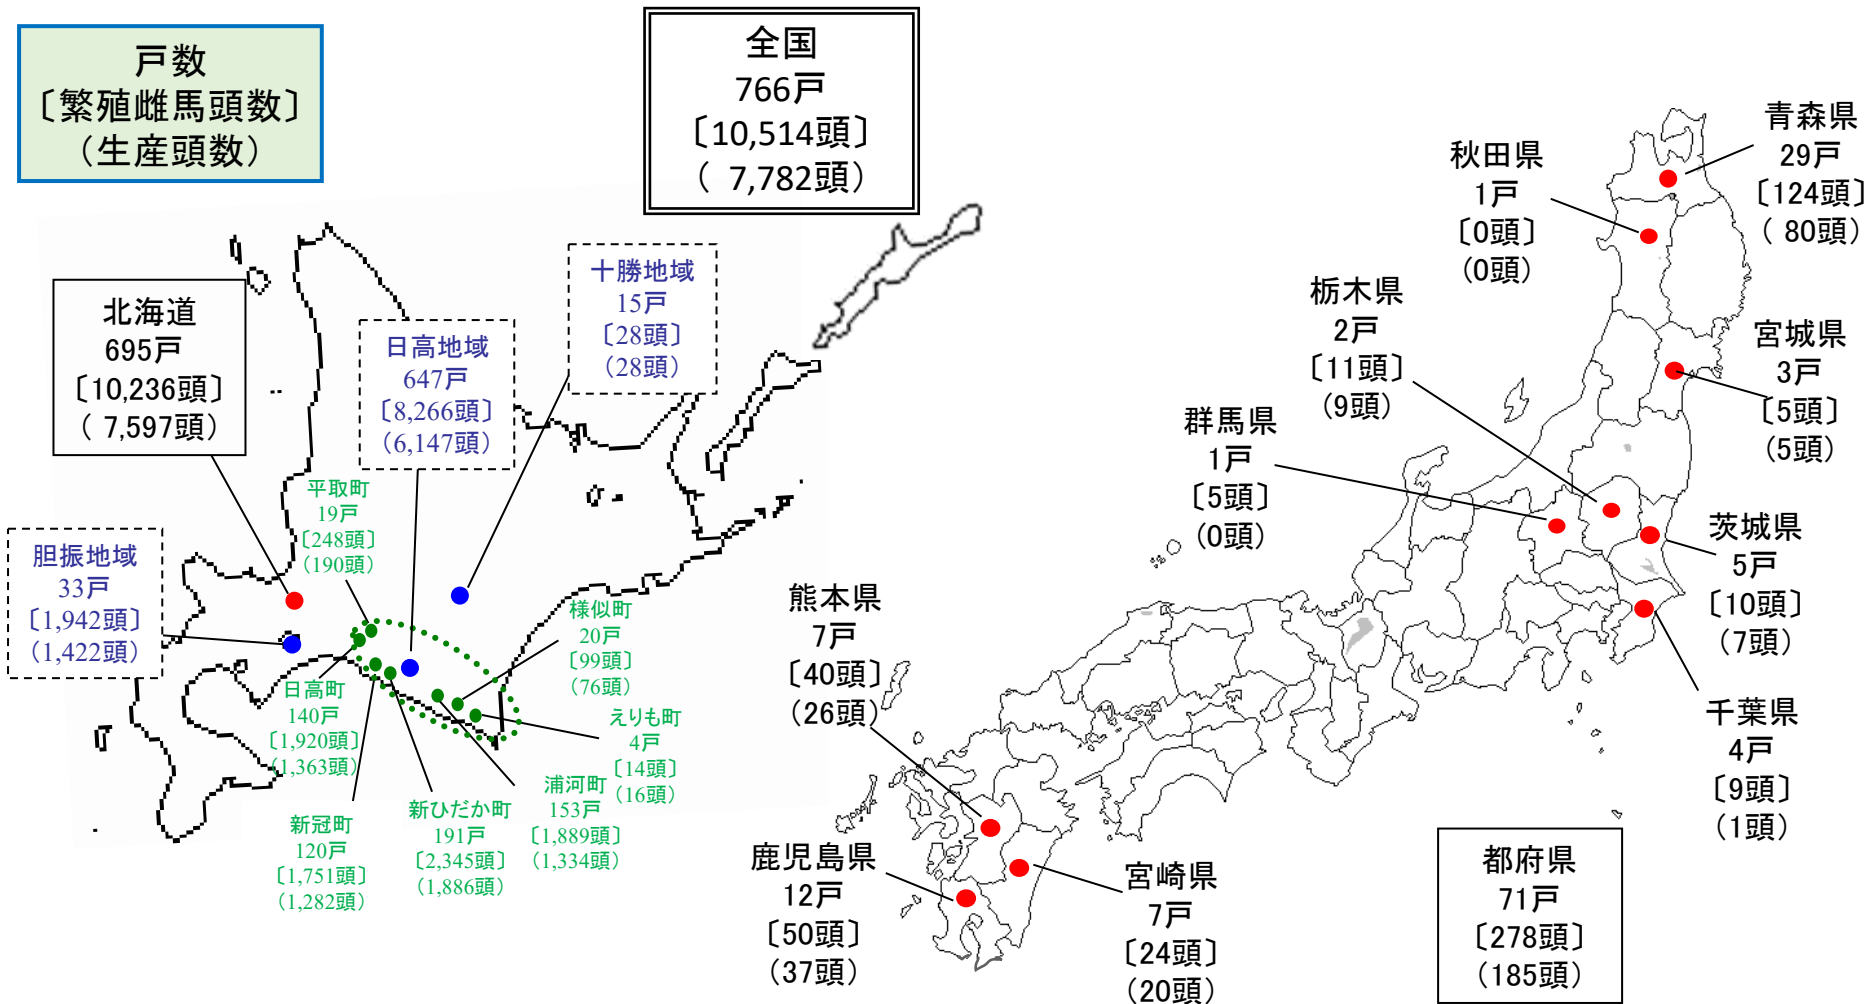 戸数
〔繁殖雌馬頭数〕
（生産頭数）
全国
766戸
〔10,514頭〕
（ 7,782頭）
北海道
695戸
〔10,236頭〕
（ 7,597頭）
日高地域
647戸
〔8,266頭〕
（6,147頭）
十勝地域
15戸
〔28頭〕
（28頭）
胆振地域
33戸
〔1,942頭〕
（1,422頭）
平取町
19戸
〔248頭〕
（190頭）
日高町
140戸
〔1,920頭〕
（1,363頭）
新冠町
120戸
〔1,751頭〕
（1,282頭）
新ひだか町
191戸
〔2,345頭〕
（1,886頭）
浦河町
153戸
〔1,889頭〕
（1,334頭）
様似町
20戸
〔99頭〕
（76頭）
えりも町
4戸
〔14頭〕
（16頭）
青森県
29戸
〔124頭〕
（ 80頭）
秋田県
1戸
〔0頭〕
（0頭）
宮城県
3戸
〔5頭〕
（5頭）
栃木県
2戸
〔11頭〕
（9頭）
群馬県
1戸
〔5頭〕
（0頭）
茨城県
5戸
〔10頭〕
（7頭）
千葉県
4戸
〔9頭〕
（1頭）
熊本県
7戸
〔40頭〕
（26頭）
鹿児島県
12戸
〔50頭〕
（37頭）
宮崎県
7戸
〔24頭〕
（20頭）
都府県
71戸
〔278頭〕
（185頭）